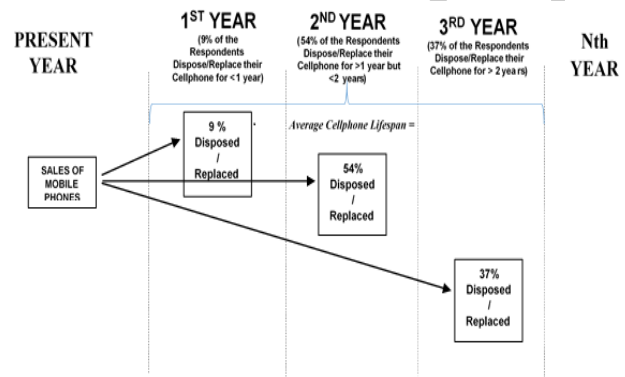 PRESENT
YEAR
1ST YEAR
(9% of the
Respondents
Dispose/Replace their
Cellphone for <1 year)
2ND YEAR
(54% of the Respondents
Dispose/Replace their
Cellphone for >1 year but
<2 years)
3RD YEAR
(37% of the Respondents
Dispose/Replace their
Cellphone for > 2 years)
Nth
YEAR
Average Cellphone Lifespan =
SALES OF
MOBILE
PHONES
9 %
Disposed
/
Replaced
54%
Disposed
/
Replaced
37%
Disposed
/
Replaced